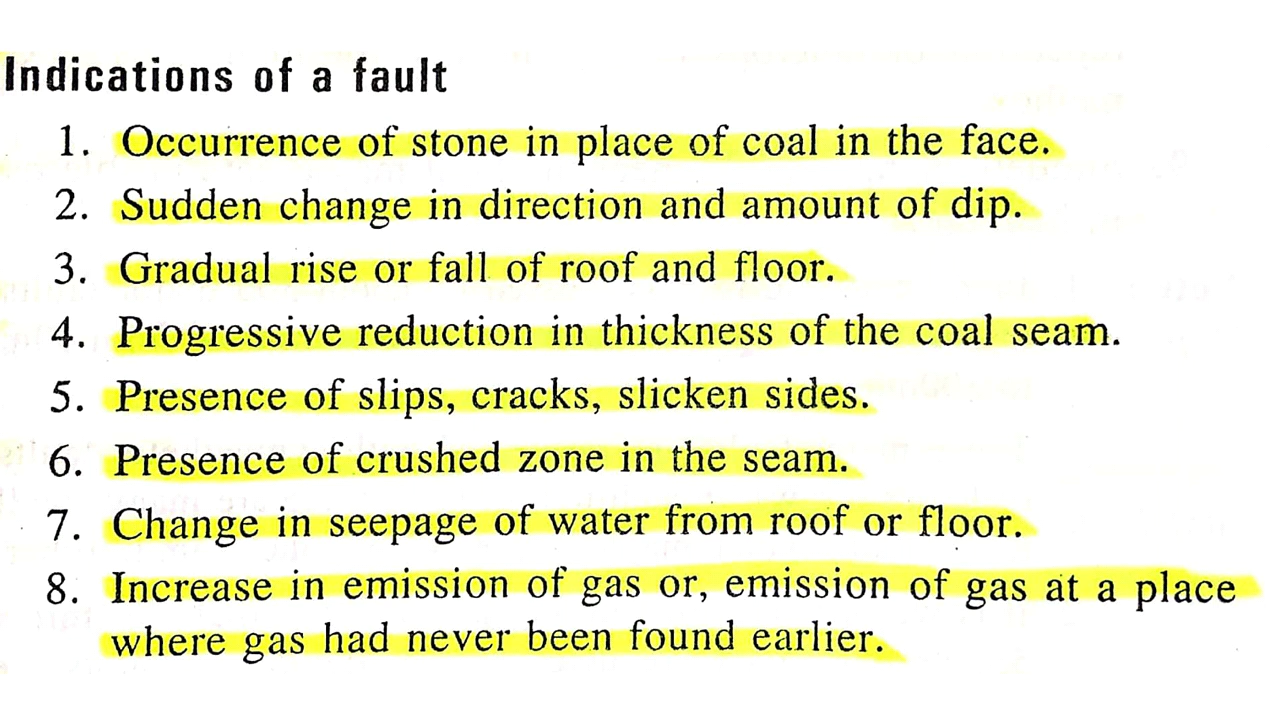 Indications of a fault
1. Occurrence of stone in place of coal in the face.
2. Sudden change in direction and amount of dip.
3. Gradual rise or fall of roof and floor.
4. Progressive reduction in thickness of the coal seam.
5. Presence of slips, cracks, slicken sides.
6. Presence of crushed zone in the seam.
7. Change in seepage of water from roof or floor.
8. Increase in emission of gas or, emission of gas at a place
where gas had never been found earlier.